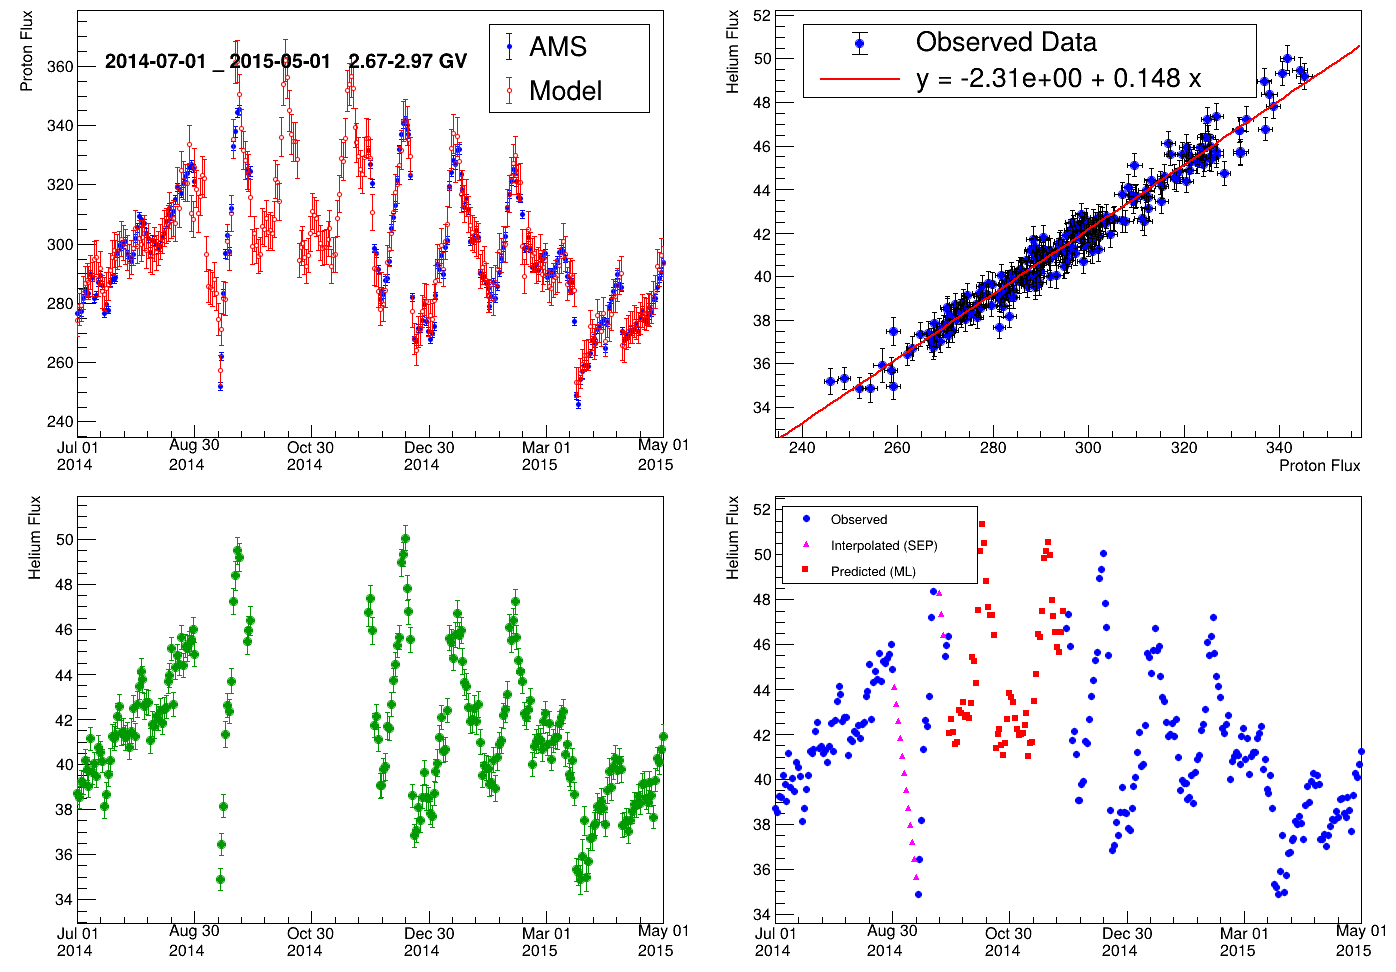 Proton Flux
2014-07-01 _ 2015-05-01 2.67-2.97 GV
AMS
Model
360
340
320
300
280
260
240
Jul 01
2014
Aug 30
2014
Oct 30
2014
Dec 30
2014
Mar 01
2015
May 01
2015
Helium Flux
Observed Data
y = -2.31e+00 + 0.148 x
52
50
48
46
44
42
40
38
36
34
240
260
280
300
320
340
Proton Flux
Helium Flux
50
48
46
44
42
40
38
36
34
Jul 01
2014
Aug 30
2014
Oct 30
2014
Dec 30
2014
Mar 01
2015
May 01
2015
Helium Flux
Observed
Interpolated (SEP)
Predicted (ML)
52
50
48
46
44
42
40
38
36
34
Jul 01
2014
Aug 30
2014
Oct 30
2014
Dec 30
2014
Mar 01
2015
May 01
2015